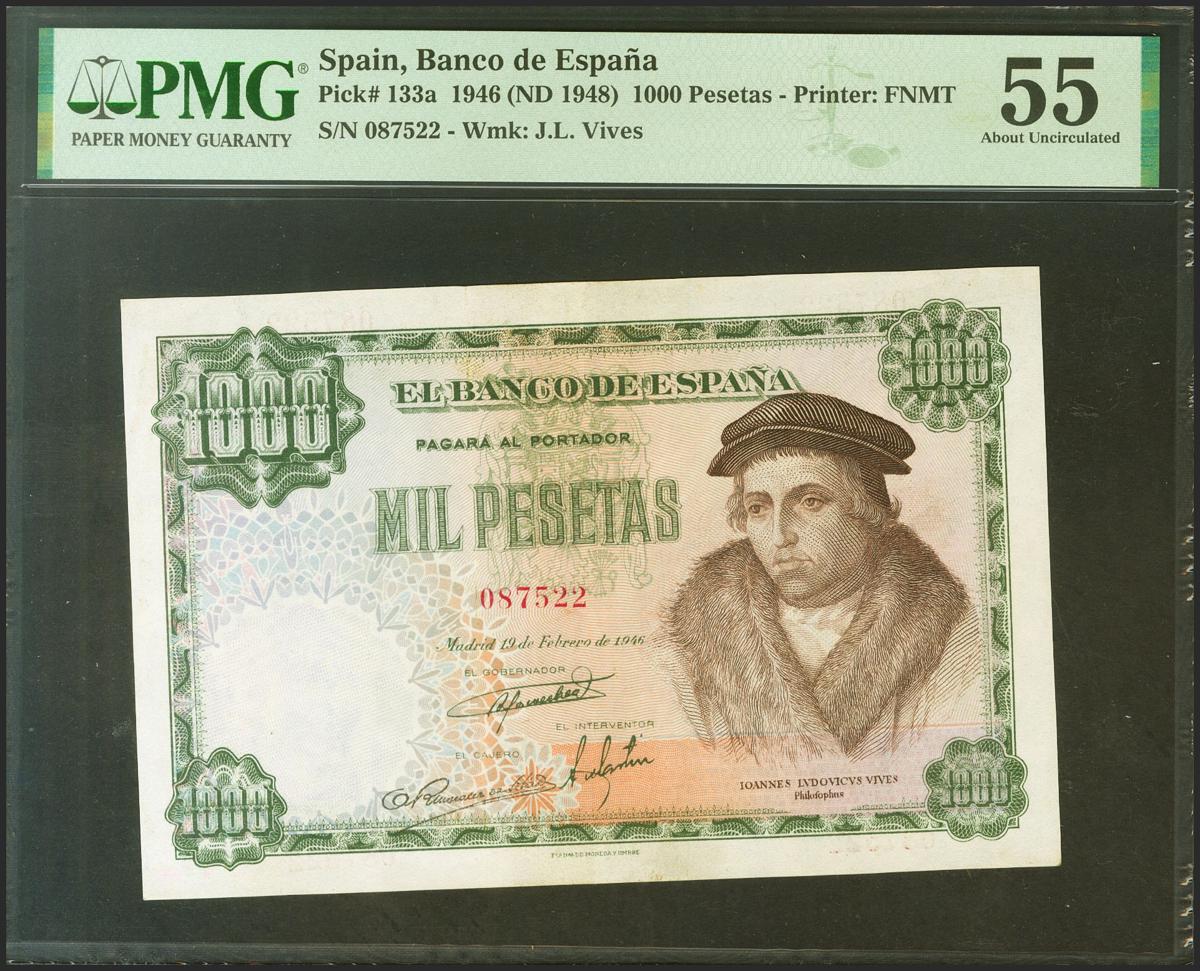 PMG®
PAPER MONEY GUARANTY
Spain, Banco de España
Pick# 133a 1946 (ND 1948) 1000 Pesetas - Printer: FNMT
S/N 087522 - Wmk: J.L. Vives
55
About Uncirculated
1000
1000
EL BANCO DE ESPAÑA
PAGARÁ AL PORTADOR
MIL PESETAS
087522
Madrid 19 de Febrero de 1946
EL GOBERNADOR
EL INTERVENTOR
EL CAJERO
IOANNES LVDOVICVS VIVES
Philosophus
1000
1000